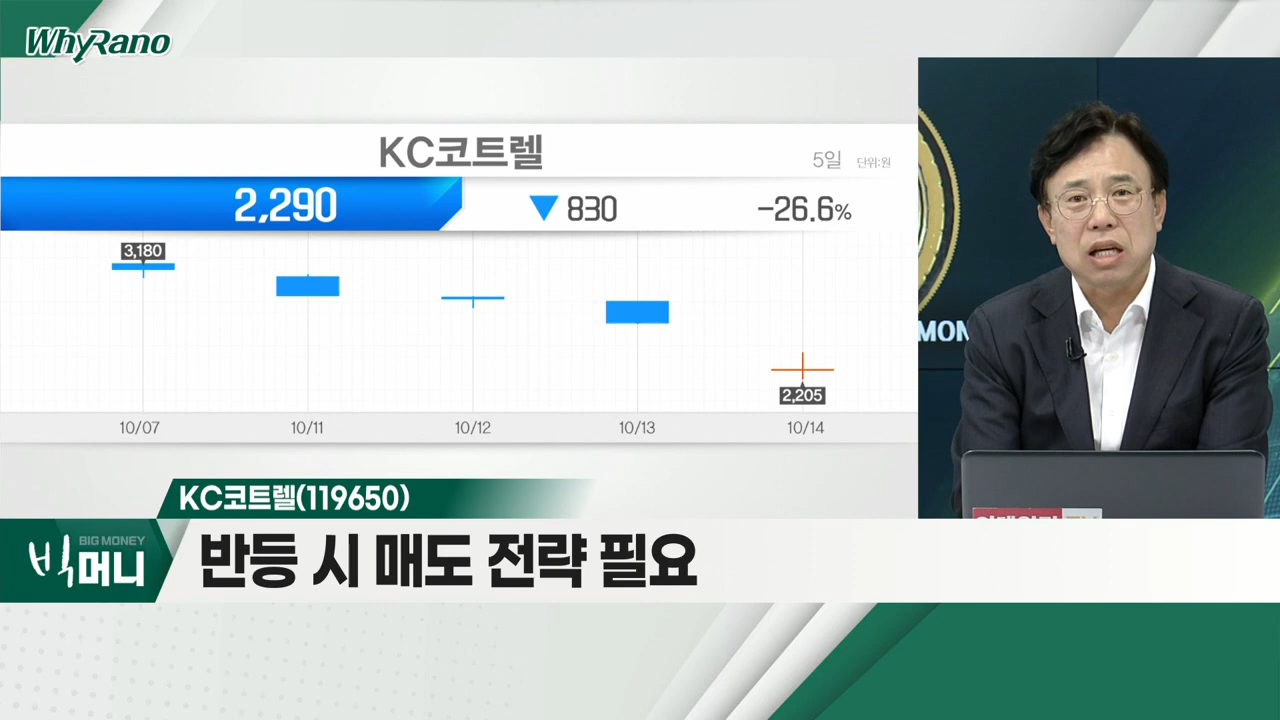 WhyRano
KC코트렐
5일 단위:원
2,290 ▼ 830 -26.6%
3,180
2,205
10/07 10/11 10/12 10/13 10/14
MON
KC코트렐(119650)
BIG MONEY
빅머니
반등 시 매도 전략 필요